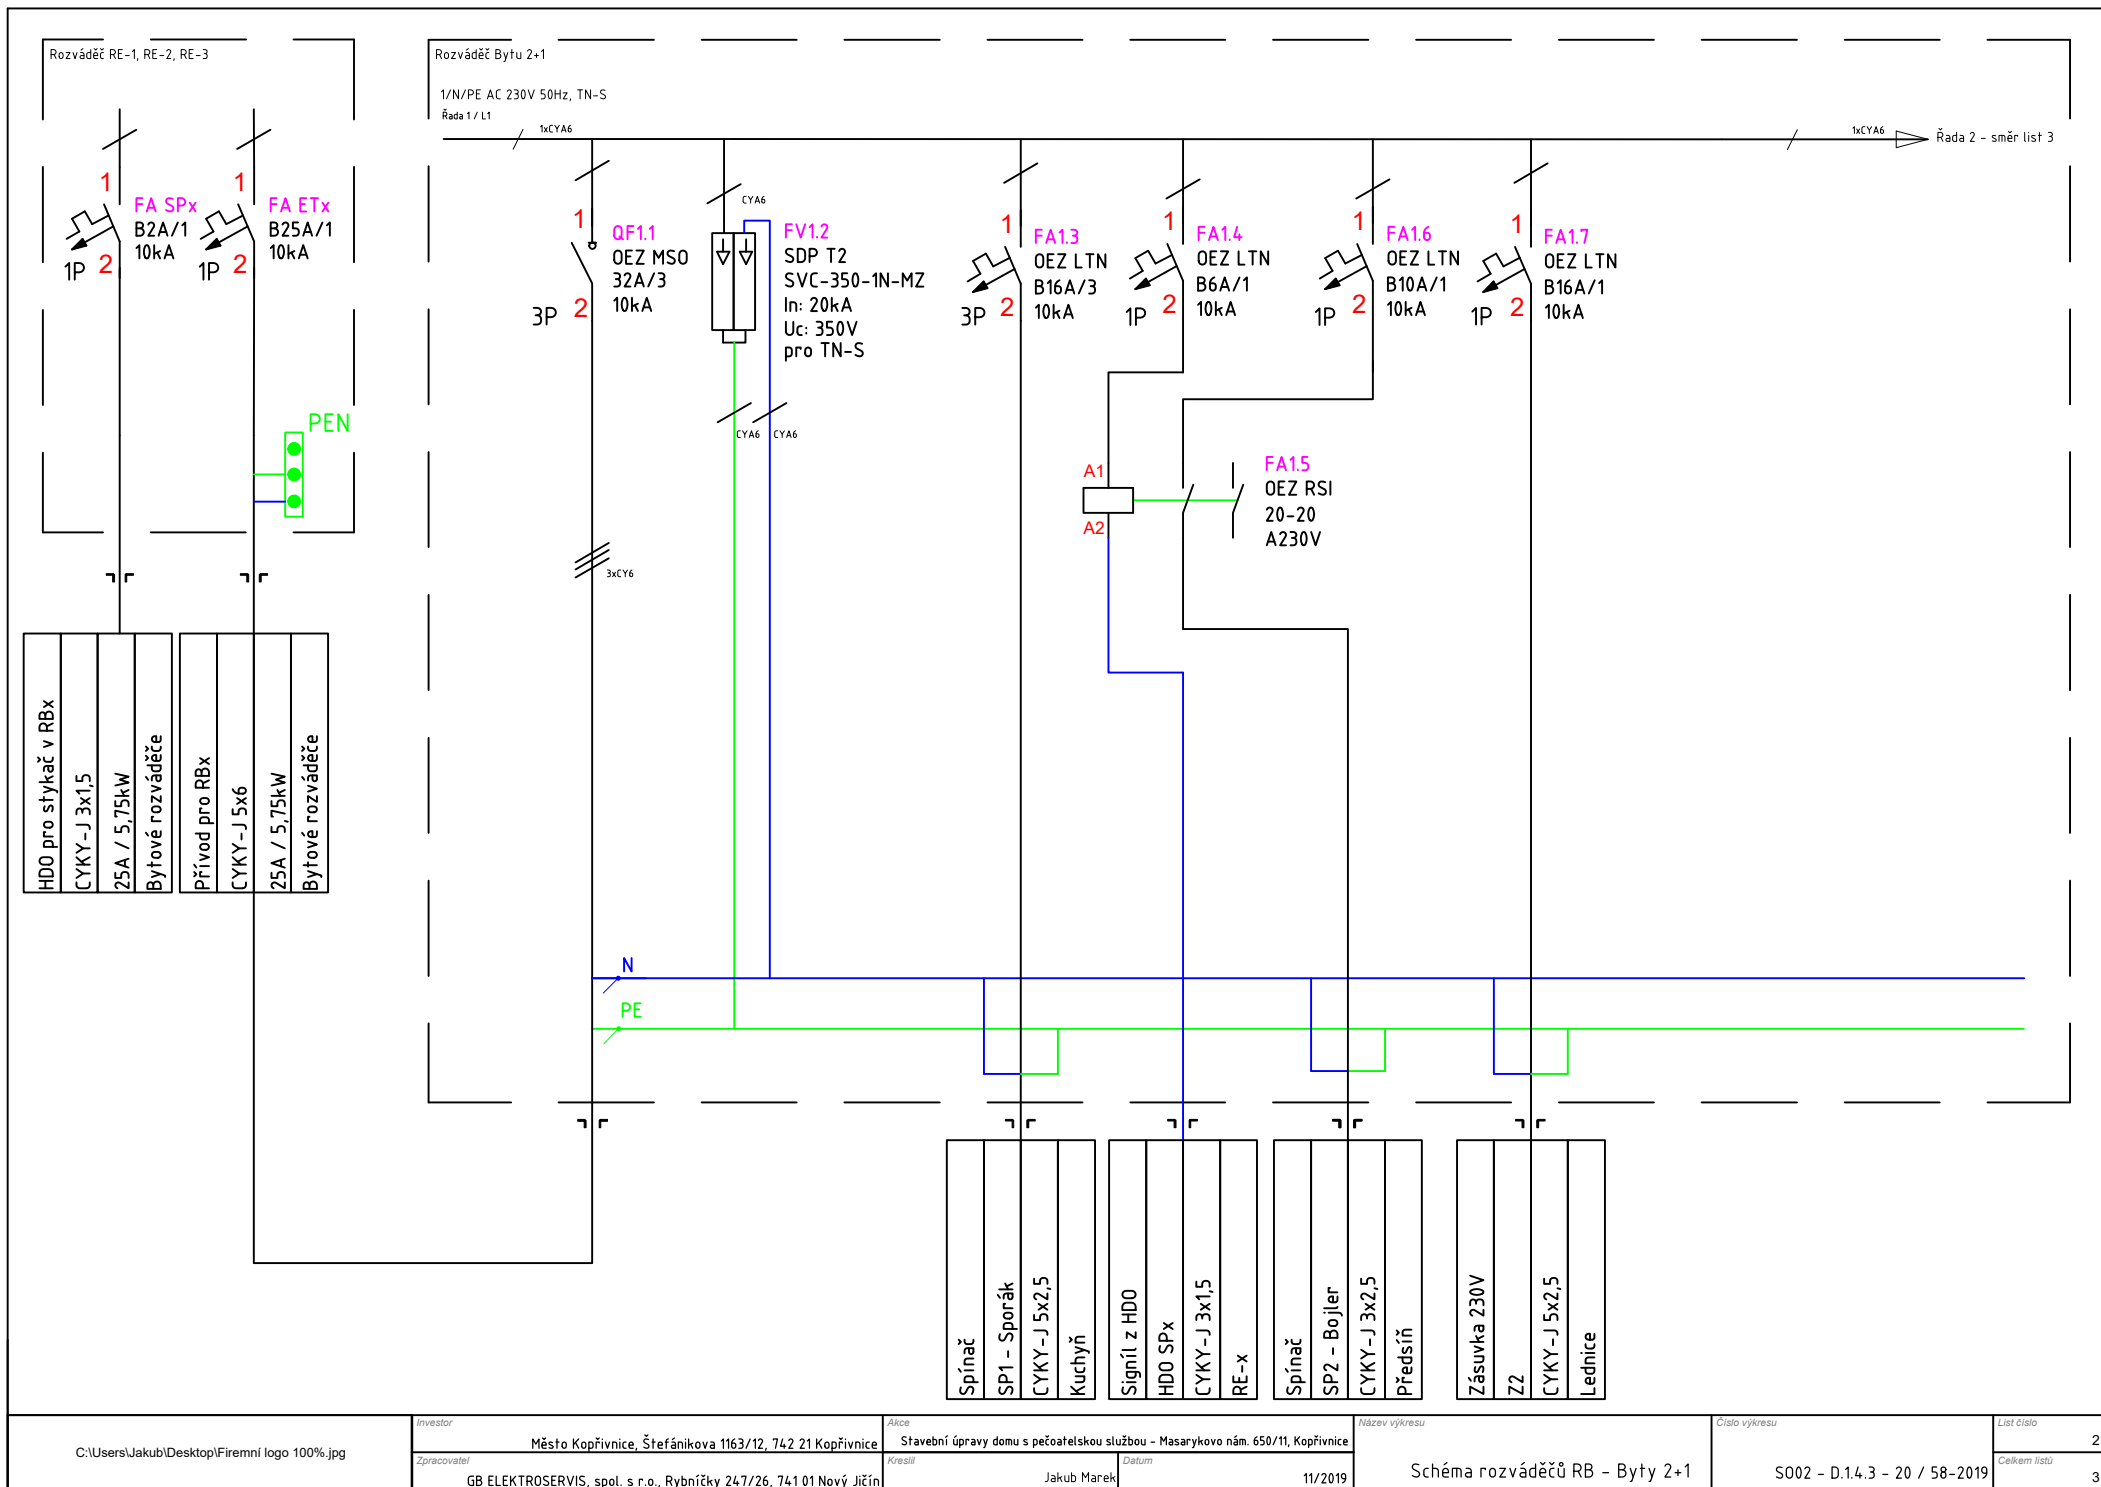 Rozváděč RE-1, RE-2, RE-3
1
FA SPx
B2A/1
10kA
1P
2
1
FA ETx
B25A/1
10kA
1P
2
PEN
HDO pro stykač v RBx
CYKY-J 3x1,5
25A / 5,75kW
Bytové rozváděče
Přívod pro RBx
CYKY-J 5x6
25A / 5,75kW
Bytové rozváděče
Rozváděč Bytu 2+1
1/N/PE AC 230V 50Hz, TN-S
Řada 1 / L1
1xCYA6
1xCYA6
Řada 2 - směr list 3
1
QF1.1
OEZ MSO
32A/3
10kA
3P
2
3xCY6
CYA6
FV1.2
SDP T2
SVC-350-1N-MZ
In: 20kA
Uc: 350V
pro TN-S
CYA6
CYA6
1
FA1.3
OEZ LTN
B16A/3
10kA
3P
2
1
FA1.4
OEZ LTN
B6A/1
10kA
1P
2
1
FA1.6
OEZ LTN
B10A/1
10kA
1P
2
1
FA1.7
OEZ LTN
B16A/1
10kA
1P
2
A1
A2
FA1.5
OEZ RSI
20-20
A230V
N
PE
Spínač
SP1 - Sporák
CYKY-J 5x2,5
Kuchyň
Signíl z HDO
HDO SPx
CYKY-J 3x1,5
RE-x
Spínač
SP2 - Bojler
CYKY-J 3x2,5
Předsíň
Zásuvka 230V
Z2
CYKY-J 5x2,5
Lednice
C:\Users\Jakub\Desktop\Firemní logo 100%.jpg
Investor
Město Kopřivnice, Štefánikova 1163/12, 742 21 Kopřivnice
Zpracovatel
GB ELEKTROSERVIS, spol. s r.o., Rybníčky 247/26, 741 01 Nový Jičín
Akce
Stavební úpravy domu s pečoatelskou službou - Masarykovo nám. 650/11, Kopřivnice
Kreslil
Jakub Marek
Datum
11/2019
Název výkresu
Schéma rozváděčů RB - Byty 2+1
Číslo výkresu
SO02 - D.1.4.3 - 20 / 58-2019
List číslo
2
Celkem listů
3